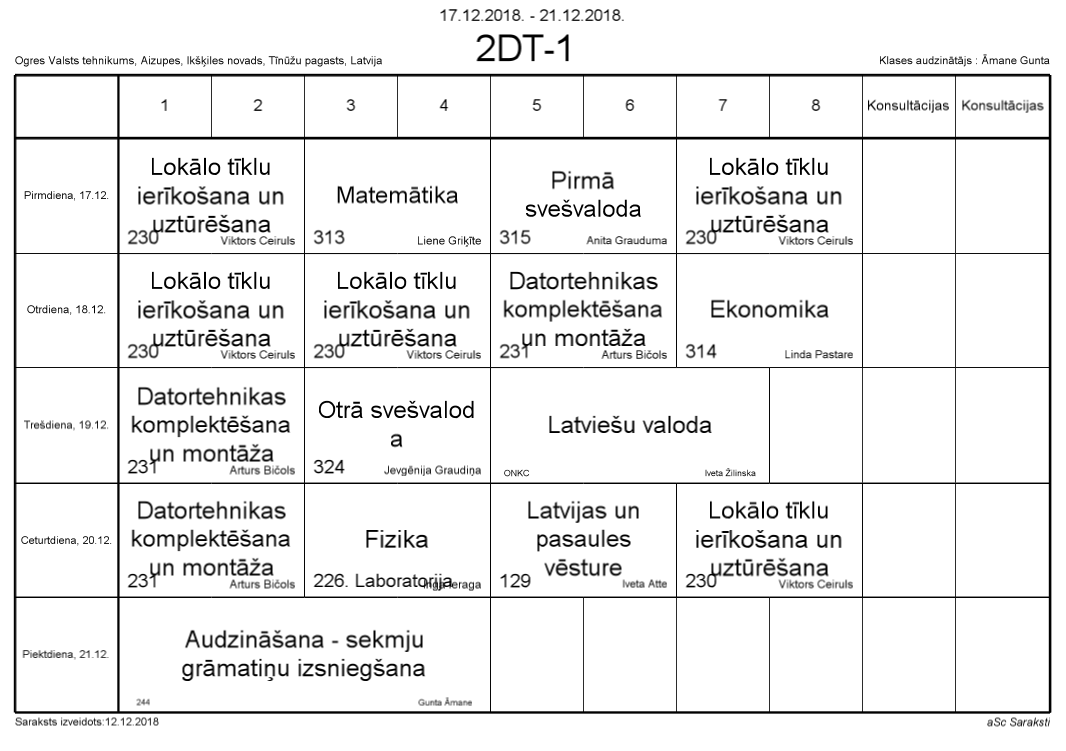 17.12.2018. - 21.12.2018.
2DT-1
Ogres Valsts tehnikums, Aizupes, Ikšķiles novads, Tīnūžu pagasts, Latvija
Klases audzinātājs : Āmane Gunta
1 2 3 4 5 6 7 8 Konsultācijas Konsultācijas
Pirmdiena, 17.12.
Lokālo tīklu
ierīkošana un
uztūrēšana
230 Viktors Ceiruls
Matemātika
313 Liene Griķīte
Pirmā
svešvaloda
315 Anita Grauduma
Lokālo tīklu
ierīkošana un
uztūrēšana
230 Viktors Ceiruls
Otrdiena, 18.12.
Lokālo tīklu
ierīkošana un
uztūrēšana
230 Viktors Ceiruls
Lokālo tīklu
ierīkošana un
uztūrēšana
230 Viktors Ceiruls
Datortehnikas
komplektēšana
un montāža
231 Arturs Bičols
Ekonomika
314 Linda Pastare
Trešdiena, 19.12.
Datortehnikas
komplektēšana
un montāža
231 Arturs Bičols
Otrā svešvalod
a
324 Jevgēnija Graudiņa
Latviešu valoda
ONKC Iveta Žilinska
Ceturtdiena, 20.12.
Datortehnikas
komplektēšana
un montāža
231 Arturs Bičols
Fizika
226. Laboratorija Ieraga
Latvijas un
pasaules
vēsture
129 Iveta Atte
Lokālo tīklu
ierīkošana un
uztūrēšana
230 Viktors Ceiruls
Piektdiena, 21.12.
Audzināšana - sekmju
grāmatiņu izsniegšana
244 Gunta Āmane
Saraksts izveidots:12.12.2018
aSc Saraksti